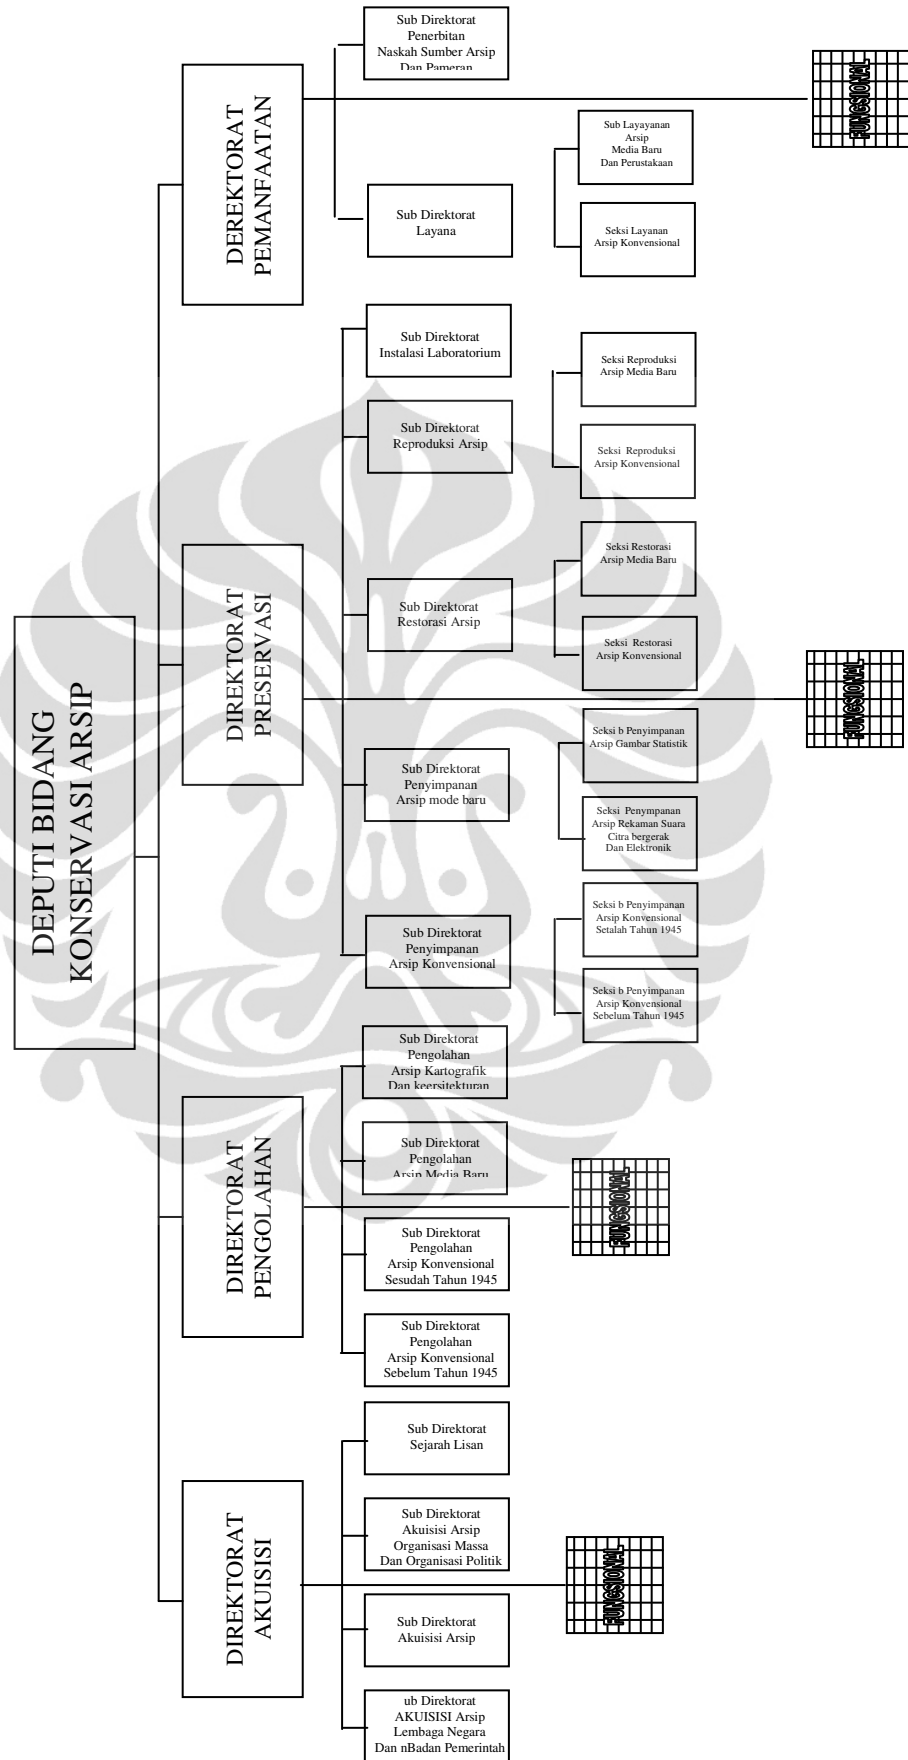 DEPUTI BIDANG
KONSERVASI ARSIP
DEREKTORAT
PEMANFAATAN
Sub Direktorat
Penerbitan
Naskah Sumber Arsip
Dan Pameran
Sub Direktorat
Layana
Sub Layayanan
Arsip
Media Baru
Dan Perustakaan
Seksi Layanan
Arsip Konvensional
FUNGSIONAL
DIREKTORAT
PRESERVASI
Sub Direktorat
Instalasi Laboratorium
Sub Direktorat
Reproduksi Arsip
Seksi Reproduksi
Arsip Media Baru
Seksi Reproduksi
Arsip Konvensional
Sub Direktorat
Restorasi Arsip
Seksi Restorasi
Arsip Media Baru
Seksi Restorasi
Arsip Konvensional
FUNGSIONAL
Sub Direktorat
Penyimpanan
Arsip mode baru
Seksi b Penyimpanan
Arsip Gambar Statistik
Seksi Penympanan
Arsip Rekaman Suara
Citra bergerak
Dan Elektronik
Sub Direktorat
Penyimpanan
Arsip Konvensional
Seksi b Penyimpanan
Arsip Konvensional
Setalah Tahun 1945
Seksi b Penyimpanan
Arsip Konvensional
Sebelum Tahun 1945
DIREKTORAT
PENGOLAHAN
Sub Direktorat
Pengolahan
Arsip Kartografik
Dan keersitekturan
Sub Direktorat
Pengolahan
Arsip Media Baru
Sub Direktorat
Pengolahan
Arsip Konvensional
Sesudah Tahun 1945
Sub Direktorat
Pengolahan
Arsip Konvensional
Sebelum Tahun 1945
FUNGSIONAL
DIREKTORAT
AKUISISI
Sub Direktorat
Sejarah Lisan
Sub Direktorat
Akuisisi Arsip
Organisasi Massa
Dan Organisasi Politik
Sub Direktorat
Akuisisi Arsip
ub Direktorat
AKUISISI Arsip
Lembaga Negara
Dan nBadan Pemerintah
FUNGSIONAL